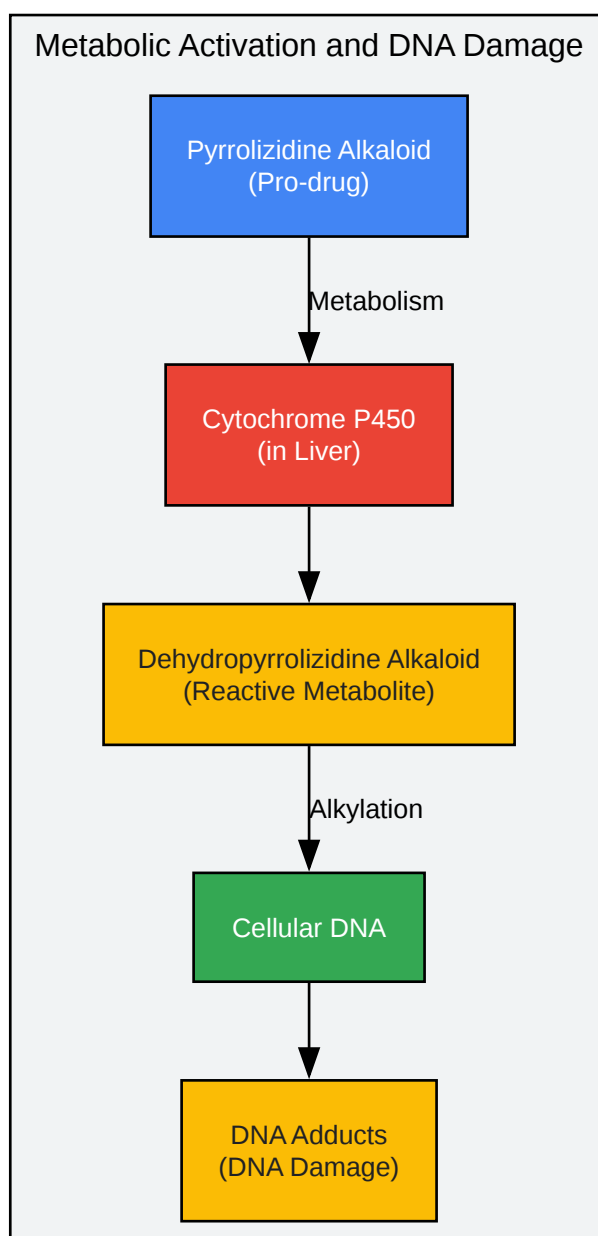 Metabolic Activation and DNA Damage
Pyrrolizidine Alkaloid
(Pro-drug)
Metabolism
Cytochrome P450
(in Liver)
Dehydropyrrolizidine Alkaloid
(Reactive Metabolite)
Alkylation
Cellular DNA
DNA Adducts
(DNA Damage)